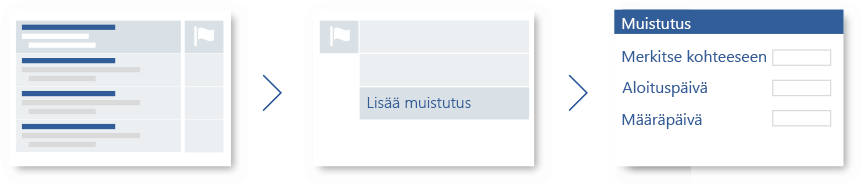 Lisää muistutus
Muistutus
Merkitse kohteeseen
Aloituspäivä
Määräpäivä